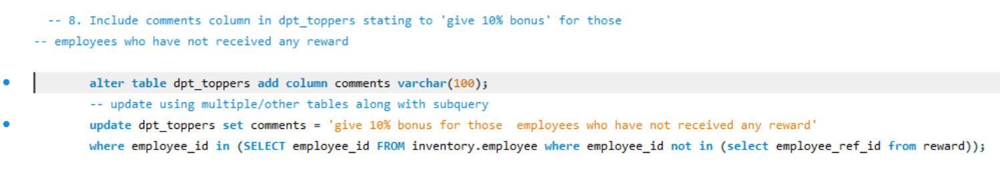 -- 8. Include comments column in dpt_toppers stating to 'give 10% bonus' for those
-- employees who have not received any reward
alter table dpt_toppers add column comments varchar(100);
-- update using multiple/other tables along with subquery
update dpt_toppers set comments = 'give 10% bonus for those  employees who have not received any reward'
where employee_id in (SELECT employee_id FROM inventory.employee where employee_id not in (select employee_ref_id from reward));